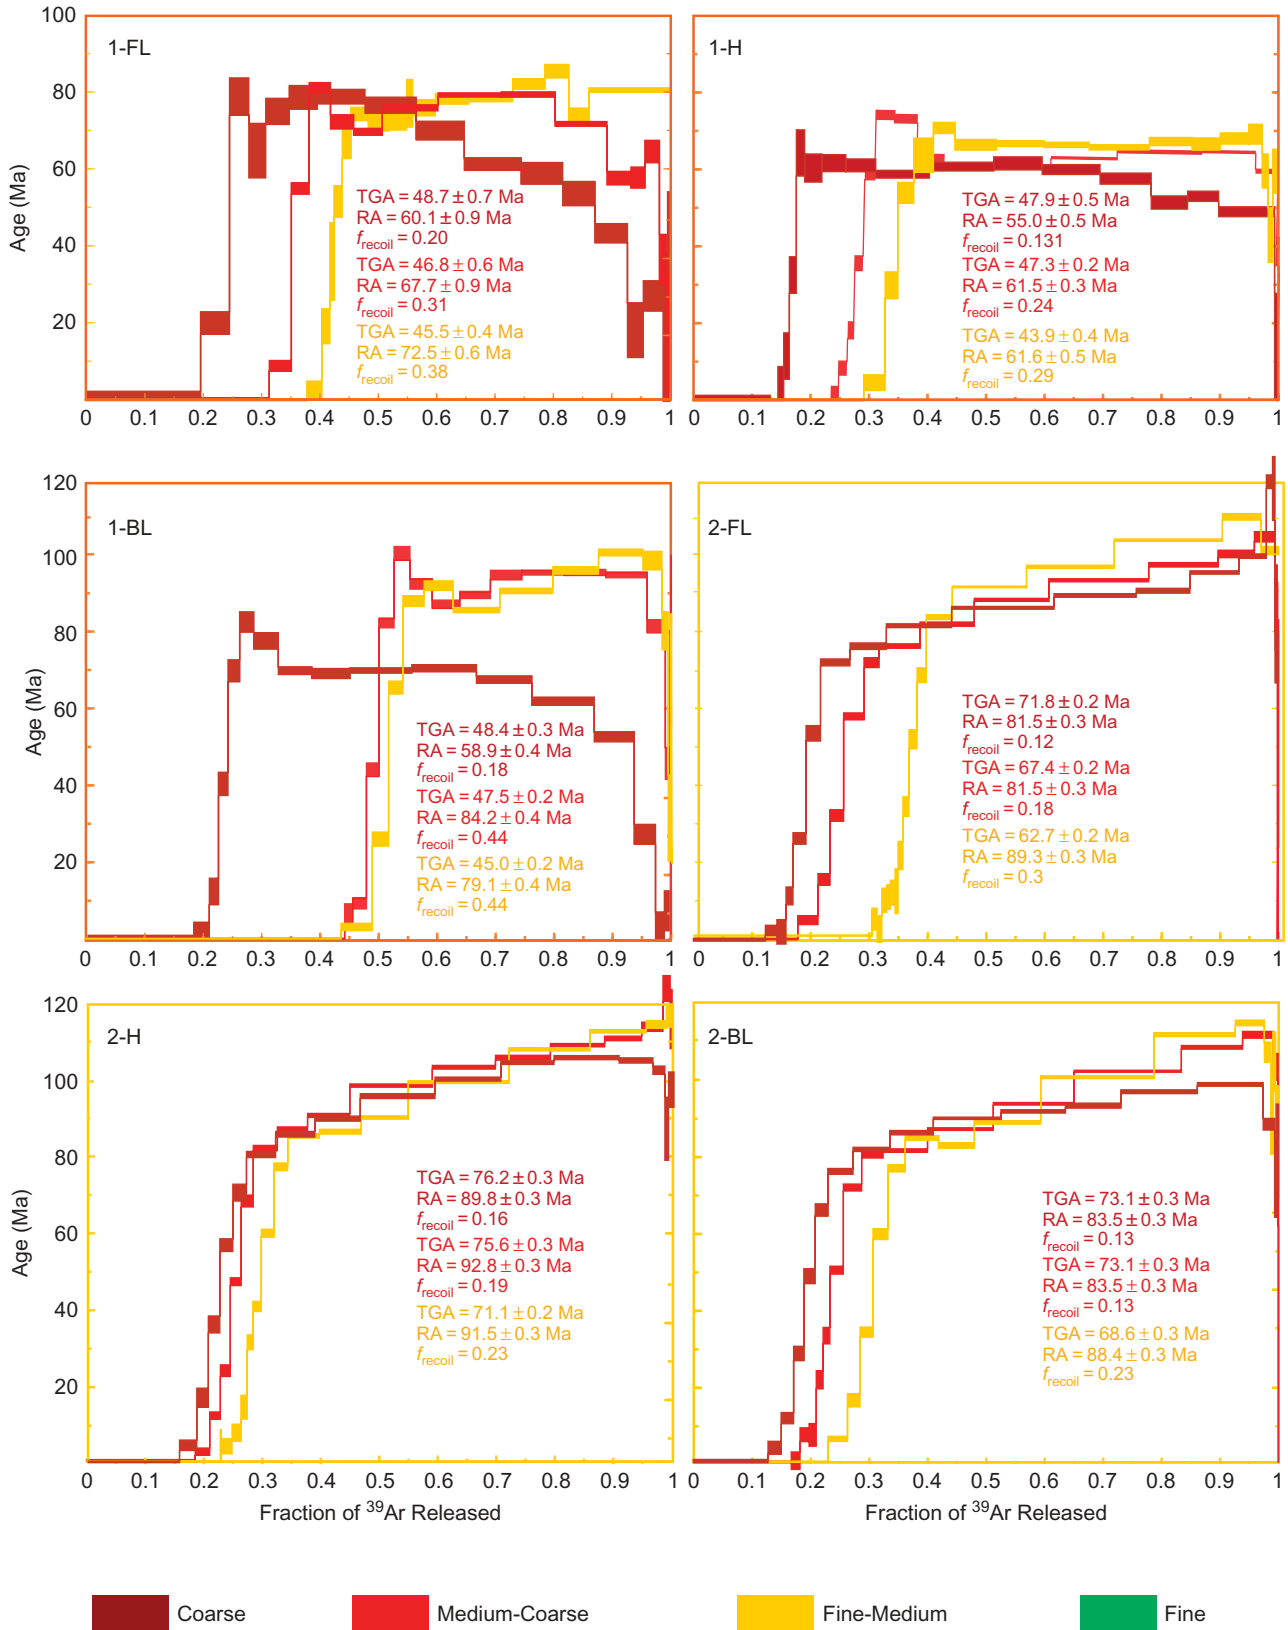 1-FL
Age (Ma)
100
80
60
40
20
TGA = 48.7 ± 0.7 Ma
RA = 60.1 ± 0.9 Ma
frecoil = 0.20
TGA = 46.8 ± 0.6 Ma
RA = 67.7 ± 0.9 Ma
frecoil = 0.31
TGA = 45.5 ± 0.4 Ma
RA = 72.5 ± 0.6 Ma
frecoil = 0.38
0 0.1 0.2 0.3 0.4 0.5 0.6 0.7 0.8 0.9 1
1-H
TGA = 47.9 ± 0.5 Ma
RA = 55.0 ± 0.5 Ma
frecoil = 0.131
TGA = 47.3 ± 0.2 Ma
RA = 61.5 ± 0.3 Ma
frecoil = 0.24
TGA = 43.9 ± 0.4 Ma
RA = 61.6 ± 0.5 Ma
frecoil = 0.29
0 0.1 0.2 0.3 0.4 0.5 0.6 0.7 0.8 0.9 1
1-BL
Age (Ma)
120
100
80
60
40
20
TGA = 48.4 ± 0.3 Ma
RA = 58.9 ± 0.4 Ma
frecoil = 0.18
TGA = 47.5 ± 0.2 Ma
RA = 84.2 ± 0.4 Ma
frecoil = 0.44
TGA = 45.0 ± 0.2 Ma
RA = 79.1 ± 0.4 Ma
frecoil = 0.44
0 0.1 0.2 0.3 0.4 0.5 0.6 0.7 0.8 0.9 1
2-FL
TGA = 71.8 ± 0.2 Ma
RA = 81.5 ± 0.3 Ma
frecoil = 0.12
TGA = 67.4 ± 0.2 Ma
RA = 81.5 ± 0.3 Ma
frecoil = 0.18
TGA = 62.7 ± 0.2 Ma
RA = 89.3 ± 0.3 Ma
frecoil = 0.3
0 0.1 0.2 0.3 0.4 0.5 0.6 0.7 0.8 0.9 1
2-H
Age (Ma)
120
100
80
60
40
20
TGA = 76.2 ± 0.3 Ma
RA = 89.8 ± 0.3 Ma
frecoil = 0.16
TGA = 75.6 ± 0.3 Ma
RA = 92.8 ± 0.3 Ma
frecoil = 0.19
TGA = 71.1 ± 0.2 Ma
RA = 91.5 ± 0.3 Ma
frecoil = 0.23
0 0.1 0.2 0.3 0.4 0.5 0.6 0.7 0.8 0.9 1
Fraction of ³⁹Ar Released
2-BL
TGA = 73.1 ± 0.3 Ma
RA = 83.5 ± 0.3 Ma
frecoil = 0.13
TGA = 73.1 ± 0.3 Ma
RA = 83.5 ± 0.3 Ma
frecoil = 0.13
TGA = 68.6 ± 0.3 Ma
RA = 88.4 ± 0.3 Ma
frecoil = 0.23
0 0.1 0.2 0.3 0.4 0.5 0.6 0.7 0.8 0.9 1
Fraction of ³⁹Ar Released
Coarse Medium-Coarse Fine-Medium Fine